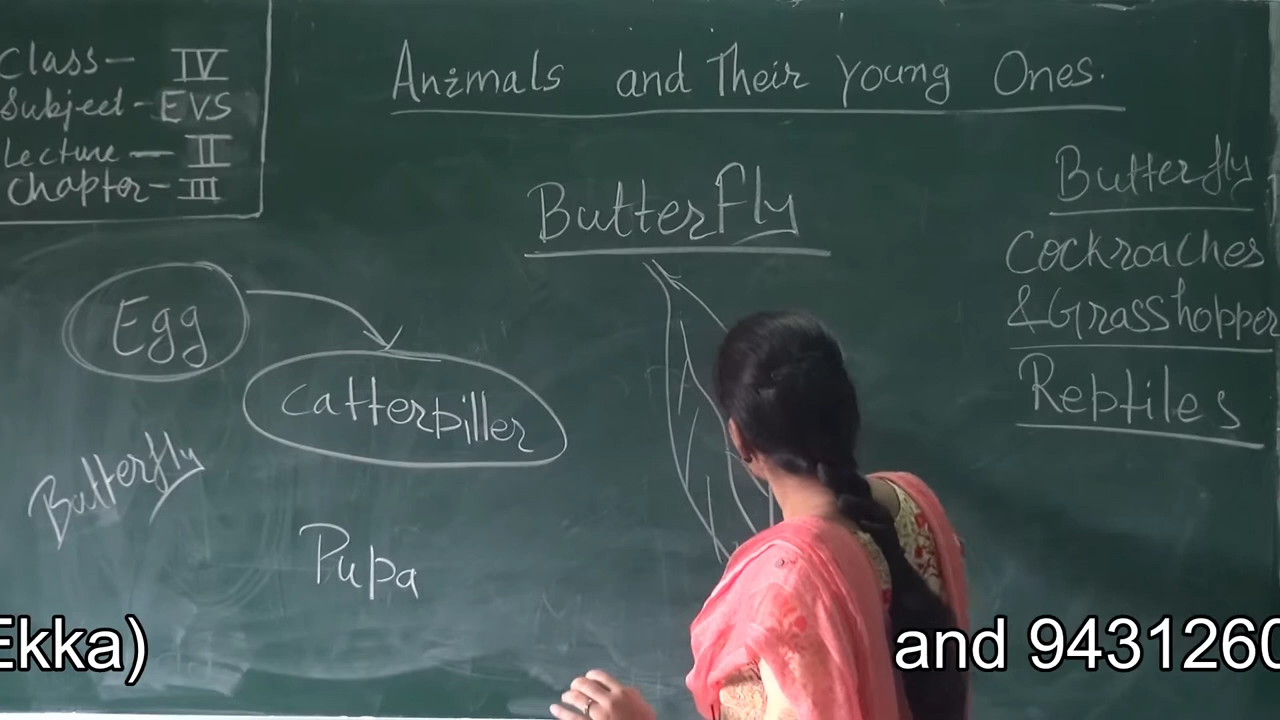 Class- IV
Subject- EVS
Lecture - II
Chapter- III
Animals and Their Young Ones.
Butterfly
Egg
Catterpiller
Butterfly
Pupa
Butterfly
Cockroaches
& Grasshopper
Reptiles
Ekka)
and 9431260